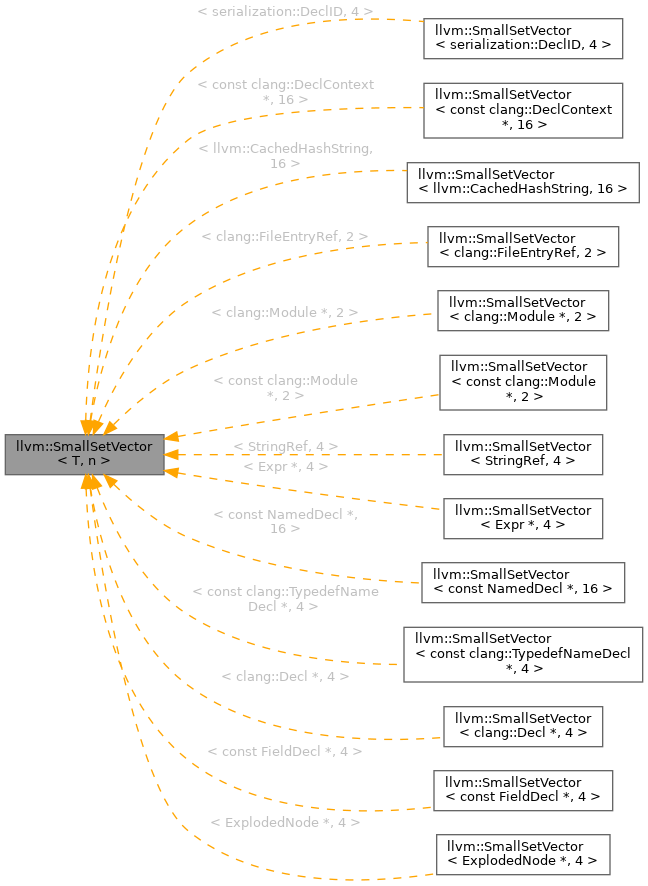 < serialization::DeclID, 4 >
llvm::SmallSetVector
< serialization::DeclID, 4 >
< const clang::DeclContext
*, 16 >
llvm::SmallSetVector
< const clang::DeclContext
*, 16 >
< llvm::CachedHashString,
16 >
llvm::SmallSetVector
< llvm::CachedHashString, 16 >
< clang::FileEntryRef, 2 >
llvm::SmallSetVector
< clang::FileEntryRef, 2 >
< clang::Module *, 2 >
llvm::SmallSetVector
< clang::Module *, 2 >
< const clang::Module
*, 2 >
llvm::SmallSetVector
< const clang::Module
*, 2 >
llvm::SmallSetVector
< T, n >
< StringRef, 4 >
llvm::SmallSetVector
< StringRef, 4 >
< Expr *, 4 >
llvm::SmallSetVector
< Expr *, 4 >
< const NamedDecl *,
16 >
llvm::SmallSetVector
< const NamedDecl *, 16 >
< const clang::TypedefName
Decl *, 4 >
llvm::SmallSetVector
< const clang::TypedefNameDecl
*, 4 >
< clang::Decl *, 4 >
llvm::SmallSetVector
< clang::Decl *, 4 >
< const FieldDecl *, 4 >
llvm::SmallSetVector
< const FieldDecl *, 4 >
< ExplodedNode *, 4 >
llvm::SmallSetVector
< ExplodedNode *, 4 >